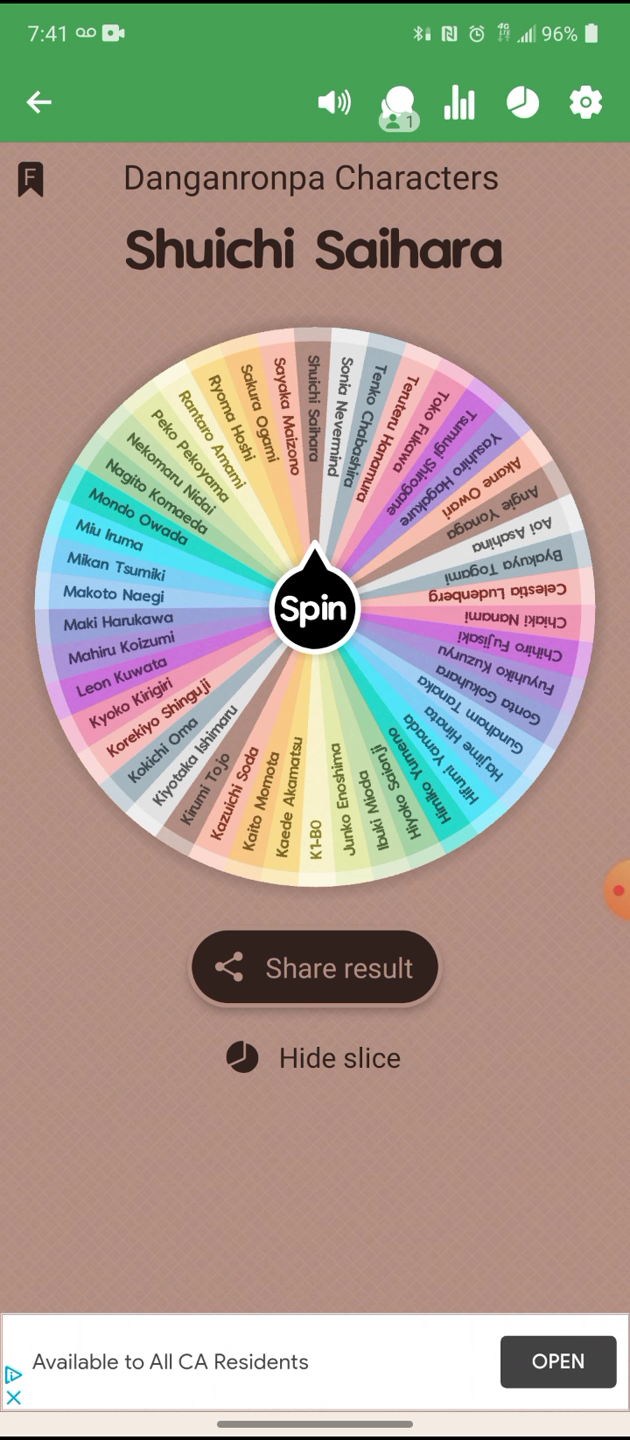 7:41
4G
96%
1
F
Danganronpa Characters
Shuichi Saihara
Shuichi Saihara
Sonia Nevermind
Tenko Chabashira
Teruteru Hanamura
Toko Fukawa
Tsumugi Shirogane
Yasuhiro Hagakure
Akane Owari
Angie Yonaga
Aoi Asahina
Byakuya Togami
Celestia Ludenberg
Chiaki Nanami
Chihiro Fujisaki
Fuyuhiko Kuzuryu
Gonta Gokuhara
Gundham Tanaka
Hajime Hinata
Hifumi Yamada
Himiko Yumeno
Hiyoko Saionji
Ibuki Mioda
Junko Enoshima
K1-B0
Kaede Akamatsu
Kaito Momota
Kazuichi Soda
Kirumi Tojo
Kiyotaka Ishimaru
Kokichi Oma
Korekiyo Shinguji
Kyoko Kirigiri
Leon Kuwata
Mahiru Koizumi
Maki Harukawa
Makoto Naegi
Mikan Tsumiki
Miu Iruma
Mondo Owada
Nagito Komaeda
Nekomaru Nidai
Peko Pekoyama
Rantaro Amami
Ryoma Hoshi
Sakura Ogami
Sayaka Maizono
Spin
Share result
Hide slice
Available to All CA Residents
OPEN